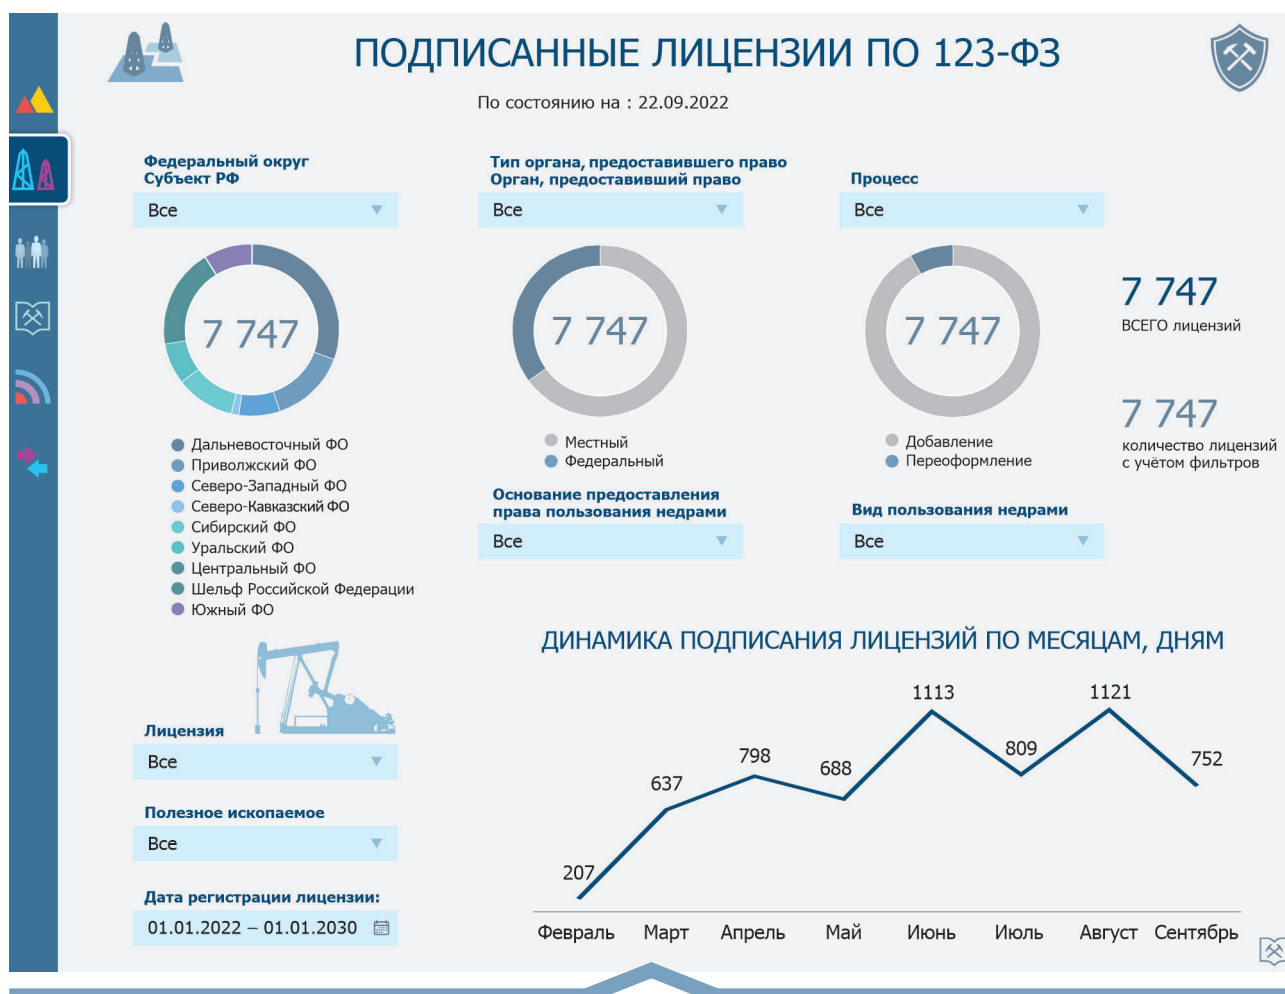 ПОДПИСАННЫЕ ЛИЦЕНЗИИ ПО 123-ФЗ
По состоянию на : 22.09.2022
Федеральный округ
Субъект РФ
Все
Тип органа, предоставившего право
Орган, предоставивший право
Все
Процесс
Все
7 747
7 747
7 747
7 747
ВСЕГО лицензий
7 747
количество лицензий
с учётом фильтров
Дальневосточный ФО
Приволжский ФО
Северо-Западный ФО
Северо-Кавказский ФО
Сибирский ФО
Уральский ФО
Центральный ФО
Шельф Российской Федерации
Южный ФО
Местный
Федеральный
Добавление
Переоформление
Основание предоставления
права пользования недрами
Все
Вид пользования недрами
Все
Лицензия
Все
Полезное ископаемое
Все
Дата регистрации лицензии:
01.01.2022 – 01.01.2030
ДИНАМИКА ПОДПИСАНИЯ ЛИЦЕНЗИЙ ПО МЕСЯЦАМ, ДНЯМ
207
637
798
688
1113
809
1121
752
Февраль Март Апрель Май Июнь Июль Август Сентябрь